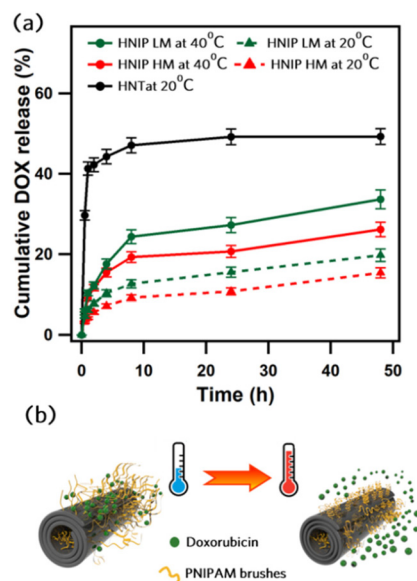 (a)
HNIP LM at 40°C HNIP LM at 20°C
HNIP HM at 40°C HNIP HM at 20°C
HNTat 20°C
Cumulative DOX release (%)
60
40
20
0
0 10 20 30 40 50
Time (h)
(b)
Doxorubicin
PNIPAM brushes